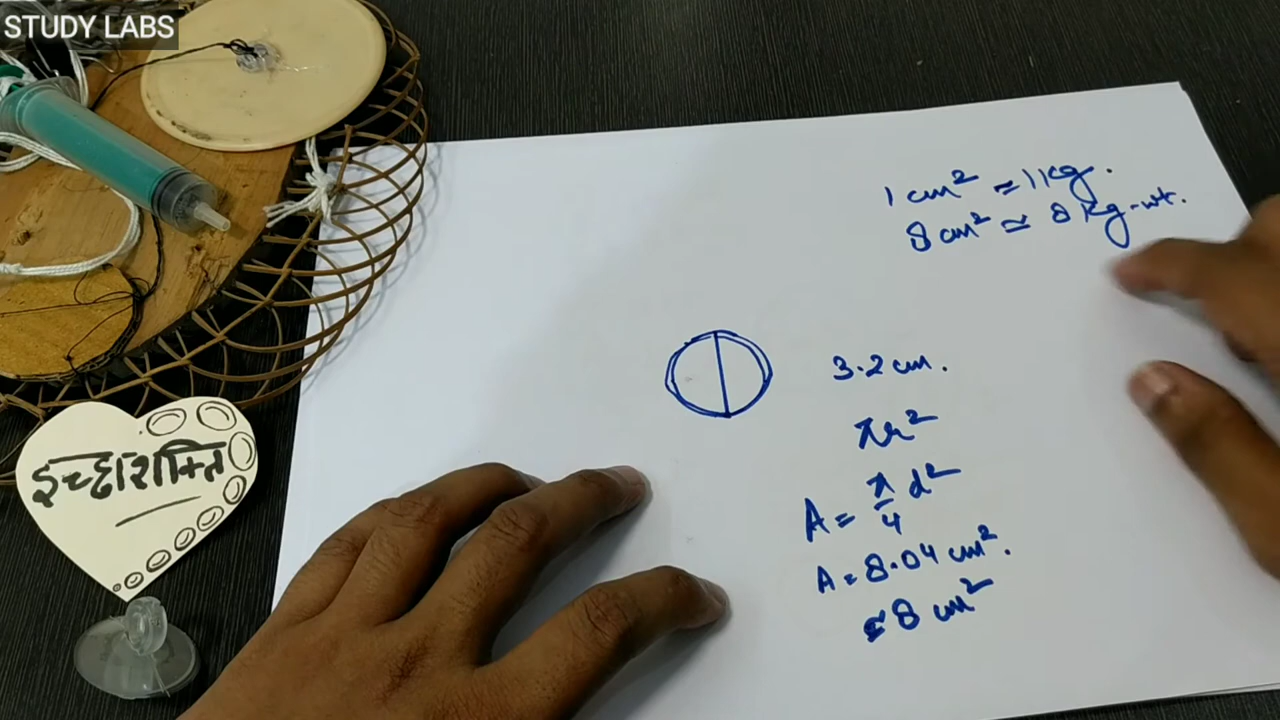 STUDY LABS
1 cm² ≈ 1 kg.
8 cm² ≃ 8 kg-wt.
3.2 cm.
πr²
A = π/4 d²
A = 8.04 cm².
≃ 8 cm²
इच्छाशक्ति